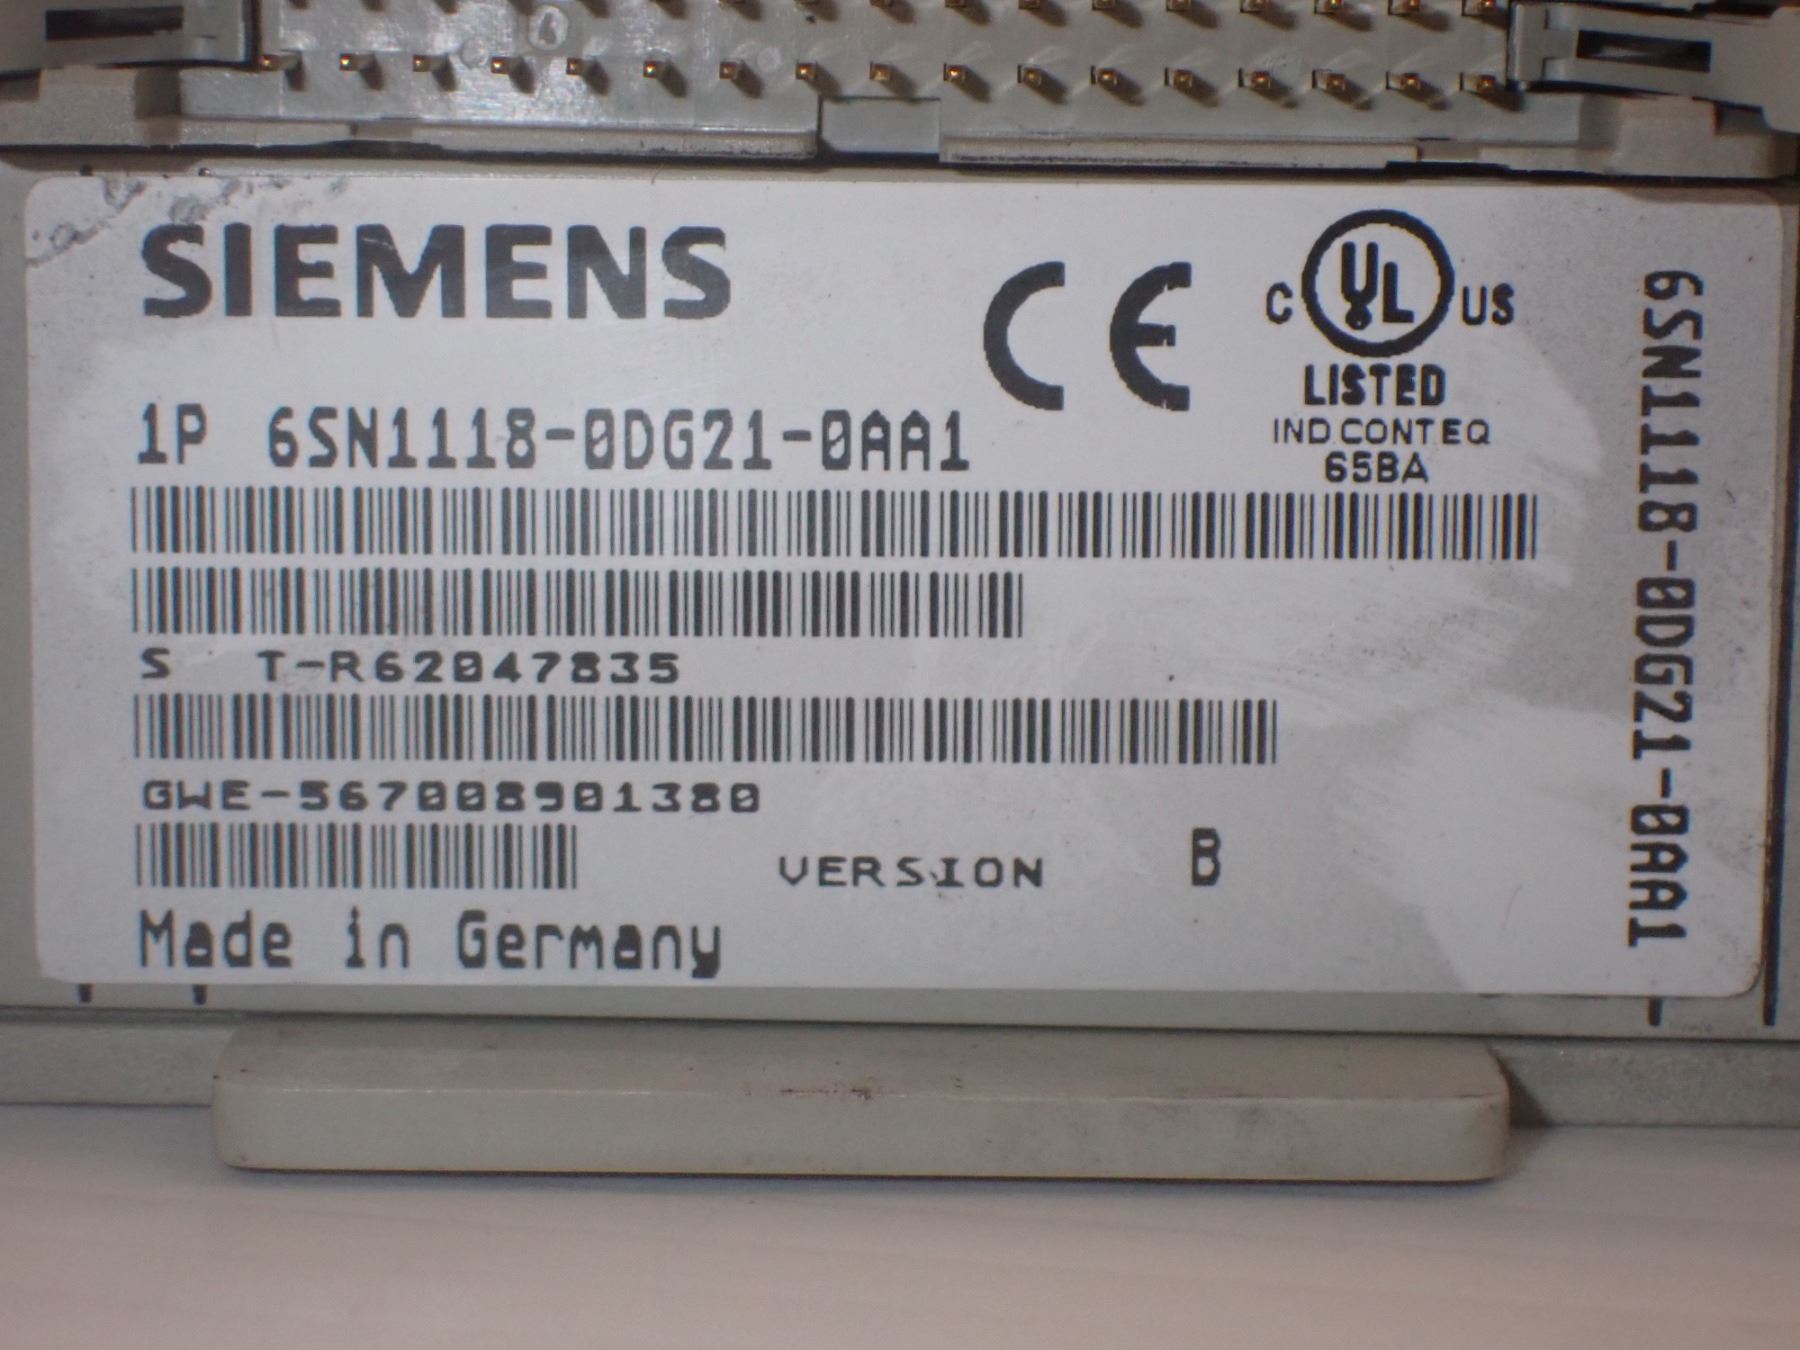 SIEMENS
CE
C UL US
LISTED
IND.CONT.EQ
65BA
1P 6SN1118-0DG21-0AA1
S T-R62047835
GWE-567008901380
VERSION B
Made in Germany
6SN1118-0DG21-0AA1